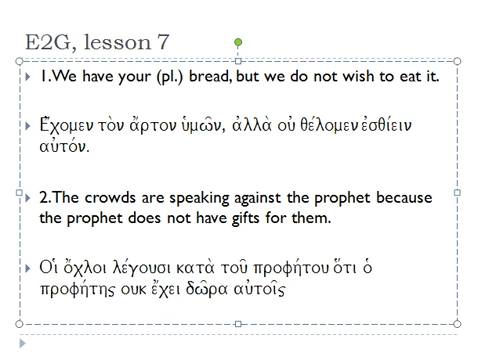 E2G, lesson 7
1.We have your (pl.) bread, but we do not wish to eat it.
Ἔχομεν τὸν ἄρτον ὑμῶν, ἀλλὰ οὐ θέλομεν ἐσθίειν
αὐτόν.
2.The crowds are speaking against the prophet because
the prophet does not have gifts for them.
Οἱ ὄχλοι λέγουσι κατὰ τοῦ προφήτου ὅτι ὁ
προφήτης ουκ ἔχει δῶρα αὐτοῖς